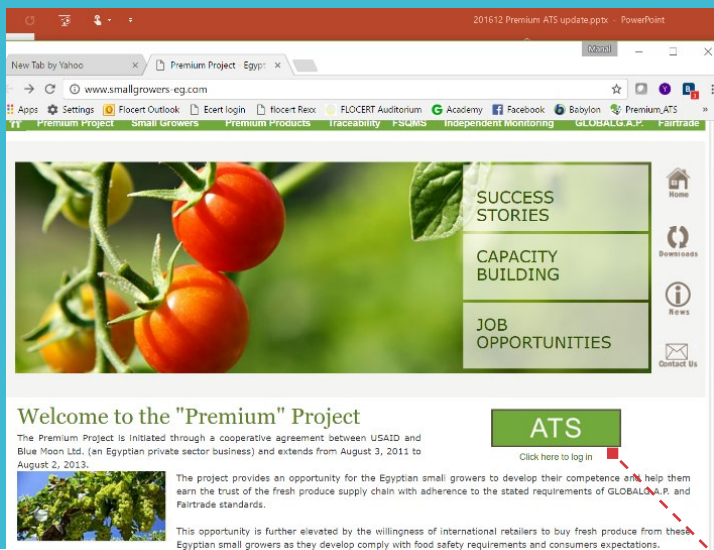 201612 Premium ATS update.pptx - PowerPoint
Manall
New Tab by Yahoo
Premium Project - Egypt
www.smallgrowers-eg.com
Apps Settings Flocert Outlook Ecert login flocert Rexx FLOCERT Auditorium Academy Facebook Babylon Premium_ATS »
Premium Project Small Growers Premium Products Traceability FSQMS Independent Monitoring GLOBALG.A.P. Fairtrade
SUCCESS
STORIES
CAPACITY
BUILDING
JOB
OPPORTUNITIES
Home
Downloads
News
Contact Us
Welcome to the "Premium" Project
The Premium Project is initiated through a cooperative agreement between USAID and
Blue Moon Ltd. (an Egyptian private sector business) and extends from August 3, 2011 to
August 2, 2013.
ATS
Click here to log in
The project provides an opportunity for the Egyptian small growers to develop their competence and help them
earn the trust of the fresh produce supply chain with adherence to the stated requirements of GLOBALG.A.P. and
Fairtrade standards.
This opportunity is further elevated by the willingness of international retailers to buy fresh produce from these
Egyptian small growers as they develop comply with food safety requirements and consumers expectations.